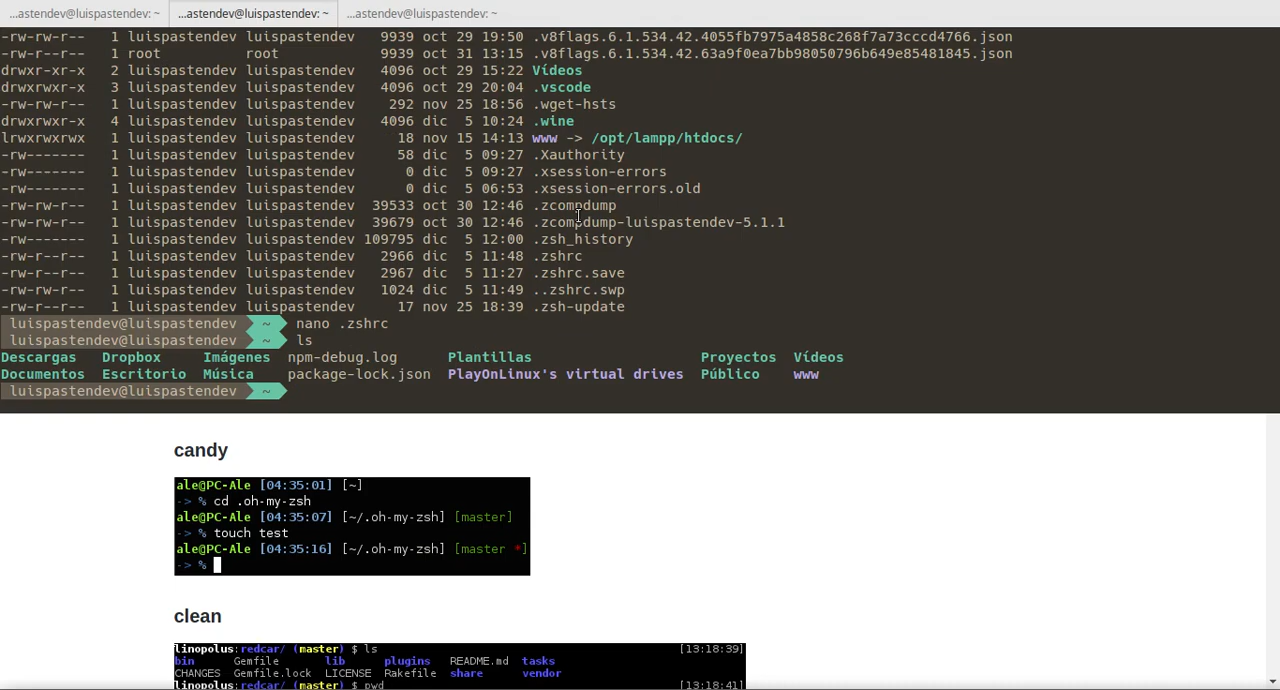 ...astendev@luispastendev: ~ ...astendev@luispastendev: ~ ...astendev@luispastendev: ~
-rw-rw-r-- 1 luispastendev luispastendev 9939 oct 29 19:50 .v8flags.6.1.534.42.4055fb7975a4858c268f7a73cccd4766.json
-rw-rw-r-- 1 root root 9939 oct 31 13:15 .v8flags.6.1.534.42.63a9f0ea7bb98050796b649e85481845.json
drwxr-xr-x 2 luispastendev luispastendev 4096 oct 29 15:22 Vídeos
drwxrwxr-x 3 luispastendev luispastendev 4096 oct 29 20:04 .vscode
-rw-rw-r-- 1 luispastendev luispastendev 292 nov 25 18:56 .wget-hsts
drwxrwxr-x 4 luispastendev luispastendev 4096 dic 5 10:24 .wine
lrwxrwxrwx 1 luispastendev luispastendev 18 nov 15 14:13 www -> /opt/lampp/htdocs/
-rw------- 1 luispastendev luispastendev 58 dic 5 09:27 .Xauthority
-rw------- 1 luispastendev luispastendev 0 dic 5 09:27 .xsession-errors
-rw------- 1 luispastendev luispastendev 0 dic 5 06:53 .xsession-errors.old
-rw-rw-r-- 1 luispastendev luispastendev 39533 oct 30 12:46 .zcompdump
-rw-rw-r-- 1 luispastendev luispastendev 39679 oct 30 12:46 .zcompdump-luispastendev-5.1.1
-rw------- 1 luispastendev luispastendev 109795 dic 5 12:00 .zsh_history
-rw-r--r-- 1 luispastendev luispastendev 2966 dic 5 11:48 .zshrc
-rw-r--r-- 1 luispastendev luispastendev 2967 dic 5 11:27 .zshrc.save
-rw-r--r-- 1 luispastendev luispastendev 1024 dic 5 11:49 ..zshrc.swp
-rw-r--r-- 1 luispastendev luispastendev 17 nov 25 18:39 .zsh-update
luispastendev@luispastendev ~ nano .zshrc
luispastendev@luispastendev ~ ls
Descargas Dropbox Imágenes npm-debug.log Plantillas Proyectos Vídeos
Documentos Escritorio Música package-lock.json PlayOnLinux's virtual drives Público www
luispastendev@luispastendev ~
candy
ale@PC-Ale [04:35:01] [~]
-> % cd .oh-my-zsh
ale@PC-Ale [04:35:07] [~/.oh-my-zsh] [master]
-> % touch test
ale@PC-Ale [04:35:16] [~/.oh-my-zsh] [master *]
-> %
clean
linopolus:redcar/ (master) $ ls [13:18:39]
bin Gemfile lib plugins README.md tasks
CHANGES Gemfile.lock LICENSE Rakefile share vendor
linopolus:redcar/ (master) $ pwd [13:18:41]